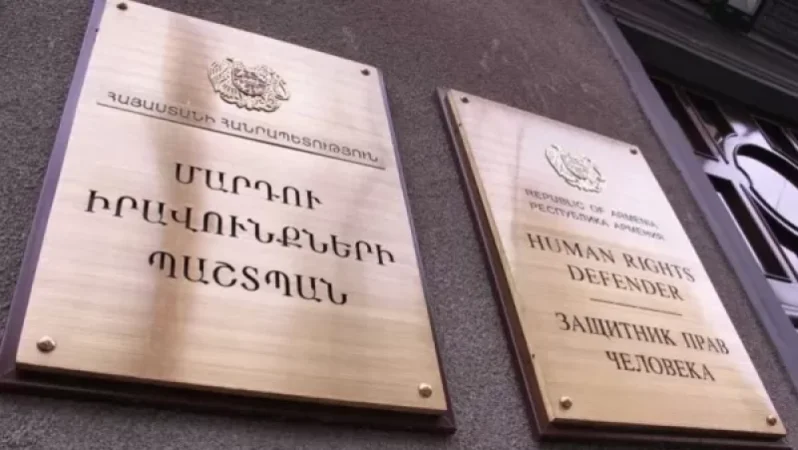 ՀԱՅԱՍՏԱՆԻ ՀԱՆՐԱՊԵՏՈՒԹՅՈՒՆ
ՄԱՐԴՈՒ
ԻՐԱՎՈՒՆՔՆԵՐԻ
ՊԱՇՏՊԱՆ
REPUBLIC OF ARMENIA
РЕСПУБЛИКА АРМЕНИЯ
HUMAN RIGHTS
DEFENDER
ЗАЩИТНИК ПРАВ
ЧЕЛОВЕКА